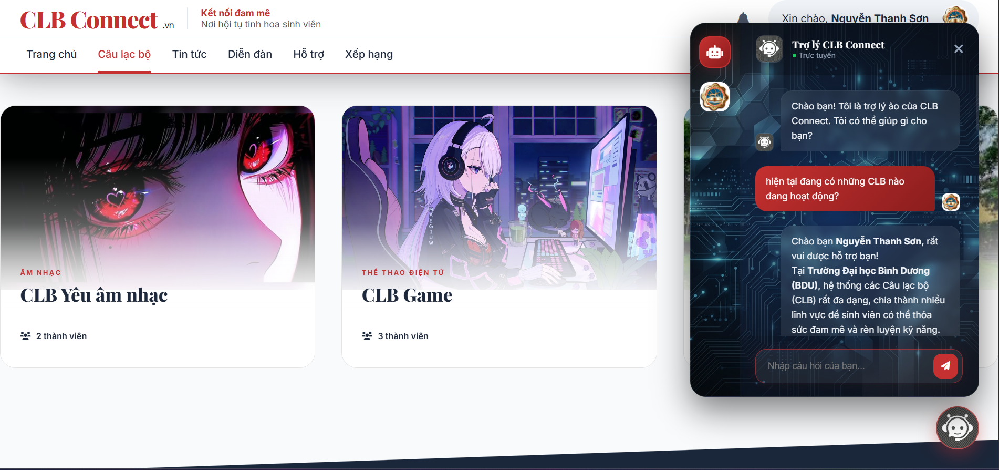 CLB Connect .vn
Kết nối đam mê
Nơi hội tụ tinh hoa sinh viên
Xin chào, Nguyễn Thanh Sơn
Trang chủ
Câu lạc bộ
Tin tức
Diễn đàn
Hỗ trợ
Xếp hạng
ÂM NHẠC
CLB Yêu âm nhạc
2 thành viên
MAEGJUW
THỂ THAO ĐIỆN TỬ
CLB Game
3 thành viên
Trợ lý CLB Connect
Trực tuyến
Chào bạn! Tôi là trợ lý ảo của CLB
Connect. Tôi có thể giúp gì cho
bạn?
hiện tại đang có những CLB nào
đang hoạt động?
Chào bạn Nguyễn Thanh Sơn, rất
vui được hỗ trợ bạn!
Tại Trường Đại học Bình Dương
(BDU), hệ thống các Câu lạc bộ
(CLB) rất đa dạng, chia thành nhiều
lĩnh vực để sinh viên có thể thỏa
sức đam mê và rèn luyện kỹ năng.
Nhập câu hỏi của bạn...